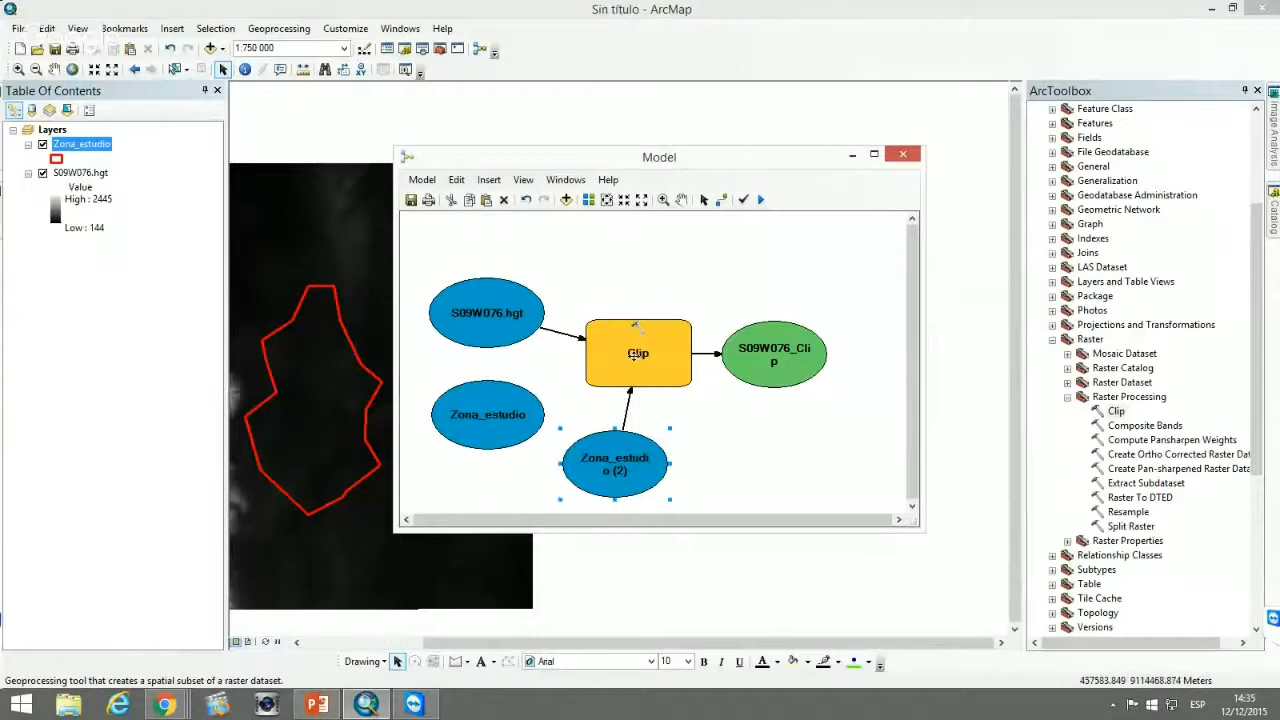 Sin título - ArcMap
File Edit View Bookmarks Insert Selection Geoprocessing Customize Windows Help
1:750 000
Table Of Contents
Layers
Zona_estudio
S09W076.hgt
Value
High : 2445
Low : 144
Model
Model Edit Insert View Windows Help
S09W076.hgt
Zona_estudio
Clip
S09W076_Cli
p
Zona_estudi
o (2)
ArcToolbox
Feature Class
Features
Fields
File Geodatabase
General
Generalization
Geodatabase Administration
Geometric Network
Graph
Indexes
Joins
LAS Dataset
Layers and Table Views
Package
Photos
Projections and Transformations
Raster
Mosaic Dataset
Raster Catalog
Raster Dataset
Raster Processing
Clip
Composite Bands
Compute Pansharpen Weights
Create Ortho Corrected Raster Dat
Create Pan-sharpened Raster Data
Extract Subdataset
Raster To DTED
Resample
Split Raster
Raster Properties
Relationship Classes
Subtypes
Table
Tile Cache
Topology
Versions
Image Analysis
Catalog
Drawing
Arial
10
B I U A
Geoprocessing tool that creates a spatial subset of a raster dataset.
457583.849 9114468.874 Meters
ESP
14:35
12/12/2015